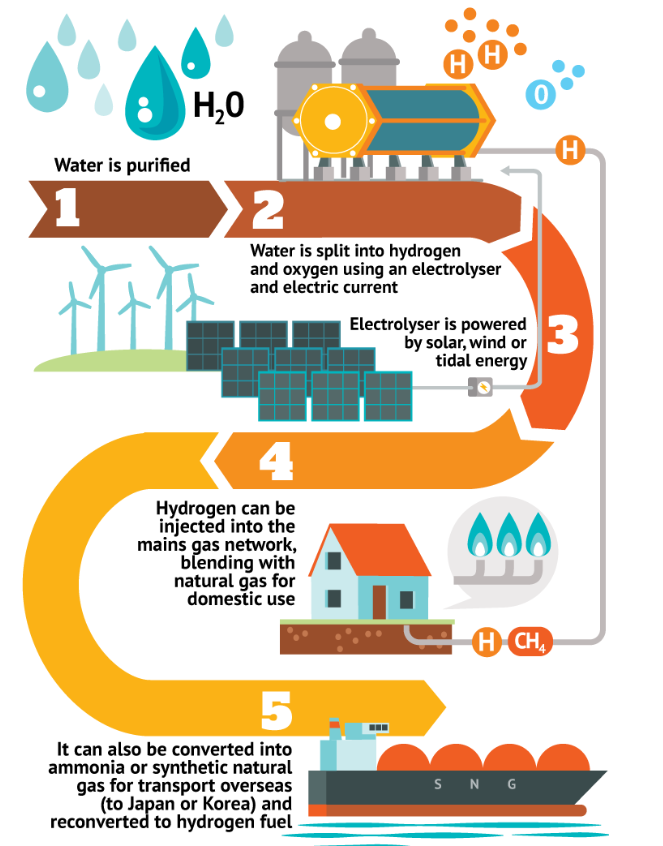 H₂O
H H
O
H
Water is purified
1
2
Water is split into hydrogen
and oxygen using an electrolyser
and electric current
Electrolyser is powered
by solar, wind or
tidal energy
3
4
Hydrogen can be
injected into the
mains gas network,
blending with
natural gas for
domestic use
H CH₄
5
It can also be converted into
ammonia or synthetic natural
gas for transport overseas
(to Japan or Korea) and
reconverted to hydrogen fuel
S N G